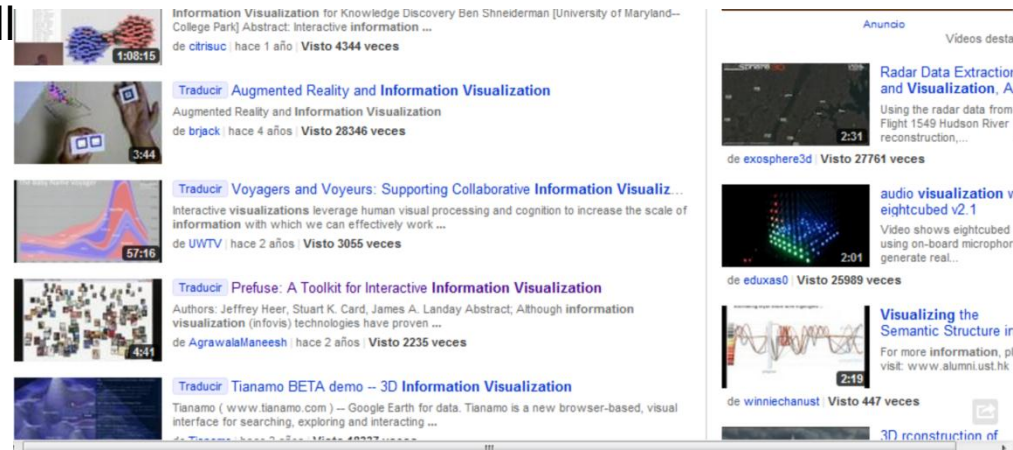 Information Visualization for Knowledge Discovery Ben Shneiderman [University of Maryland--
College Park] Abstract: Interactive information ...
de citrisuc | hace 1 año | Visto 4344 veces
1:08:15
Traducir Augmented Reality and Information Visualization
Augmented Reality and Information Visualization
de brjack | hace 4 años | Visto 28346 veces
3:44
Traducir Voyagers and Voyeurs: Supporting Collaborative Information Visualiz...
Interactive visualizations leverage human visual processing and cognition to increase the scale of
information with which we can effectively work ...
de UWTV | hace 2 años | Visto 3055 veces
The Baby Name Voyager
57:16
Traducir Prefuse: A Toolkit for Interactive Information Visualization
Authors: Jeffrey Heer, Stuart K. Card, James A. Landay Abstract; Although information
visualization (infovis) technologies have proven ...
de AgrawalaManeesh | hace 2 años | Visto 2235 veces
4:41
Traducir Tianamo BETA demo -- 3D Information Visualization
Tianamo ( www.tianamo.com ) -- Google Earth for data. Tianamo is a new browser-based, visual
interface for searching, exploring and interacting ...
Anuncio
Vídeos desta
Radar Data Extraction
and Visualization, A
Using the radar data from
Flight 1549 Hudson River
reconstruction,...
2:31
de exosphere3d | Visto 27761 veces
audio visualization w
eightcubed v2.1
Video shows eightcubed
using on-board microphon
generate real...
2:01
de eduxas0 | Visto 25989 veces
Visualizing the
Semantic Structure in
For more information, pl
visit: www.alumni.ust.hk
2:19
de winniechanust | Visto 447 veces
3D rconstruction of